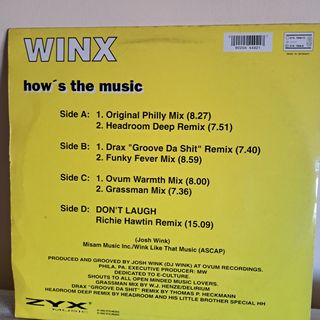 WINX
90204 44921
how´s the music
Side A: 1. Original Philly Mix (8.27)
2. Headroom Deep Remix (7.51)
Side B: 1. Drax "Groove Da Shit" Remix (7.40)
2. Funky Fever Mix (8.59)
Side C: 1. Ovum Warmth Mix (8.00)
2. Grassman Mix (7.36)
Side D: DON'T LAUGH
Richie Hawtin Remix (15.09)
(Josh Wink)
Misam Music Inc./Wink Like That Music (ASCAP)
PRODUCED AND GROOVED BY JOSH WINK (DJ WINK) AT OVUM RECORDINGS.
PHILA. PA. EXECUTIVE PRODUCER: MW
DEDICATED TO E-CULTURE.
SHOUTS TO ALL OPEN MINDED MUSIC LOVERS.
GRASSMAN MIX BY W.J. HENZE/DELIRIUM
DRAX "GROOVE DA SHIT" REMIX BY THOMAS P. HECKMANN
HEADROOM DEEP REMIX BY HEADROOM AND HIS LITTLE BROTHER SPECIAL HH
ZYX
MUSIC